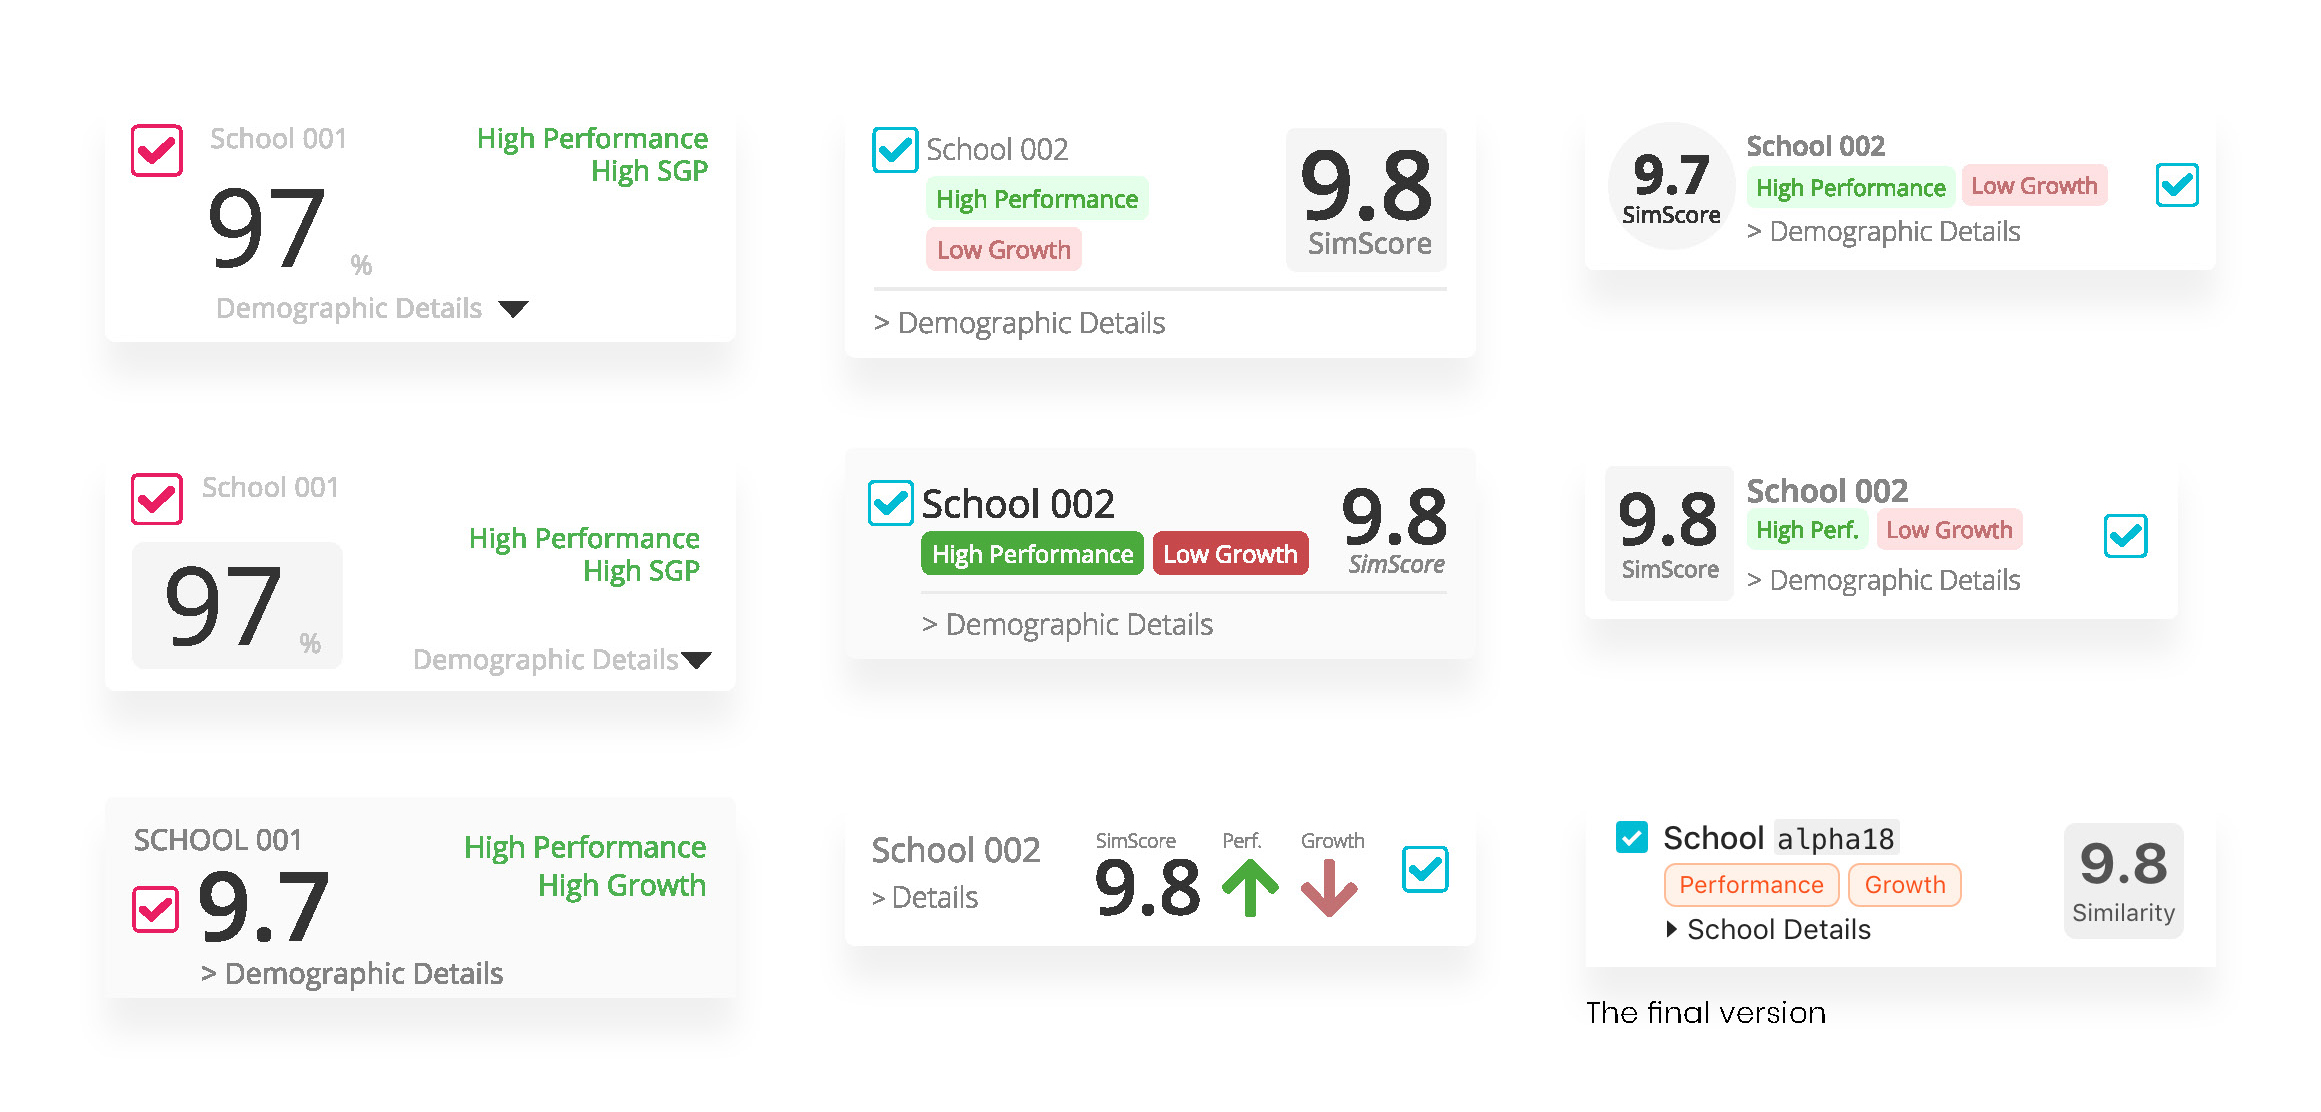 School 001
High Performance
High SGP
97 %
Demographic Details
School 001
High Performance
High SGP
97 %
Demographic Details
SCHOOL 001
High Performance
High Growth
9.7
> Demographic Details
School 002
High Performance
Low Growth
9.8
SimScore
> Demographic Details
School 002
High Performance Low Growth
9.8
SimScore
> Demographic Details
School 002
> Details
SimScore
9.8
Perf.
Growth
9.7
SimScore
School 002
High Performance Low Growth
> Demographic Details
9.8
SimScore
School 002
High Perf. Low Growth
> Demographic Details
School alpha18
Performance Growth
School Details
9.8
Similarity
The final version